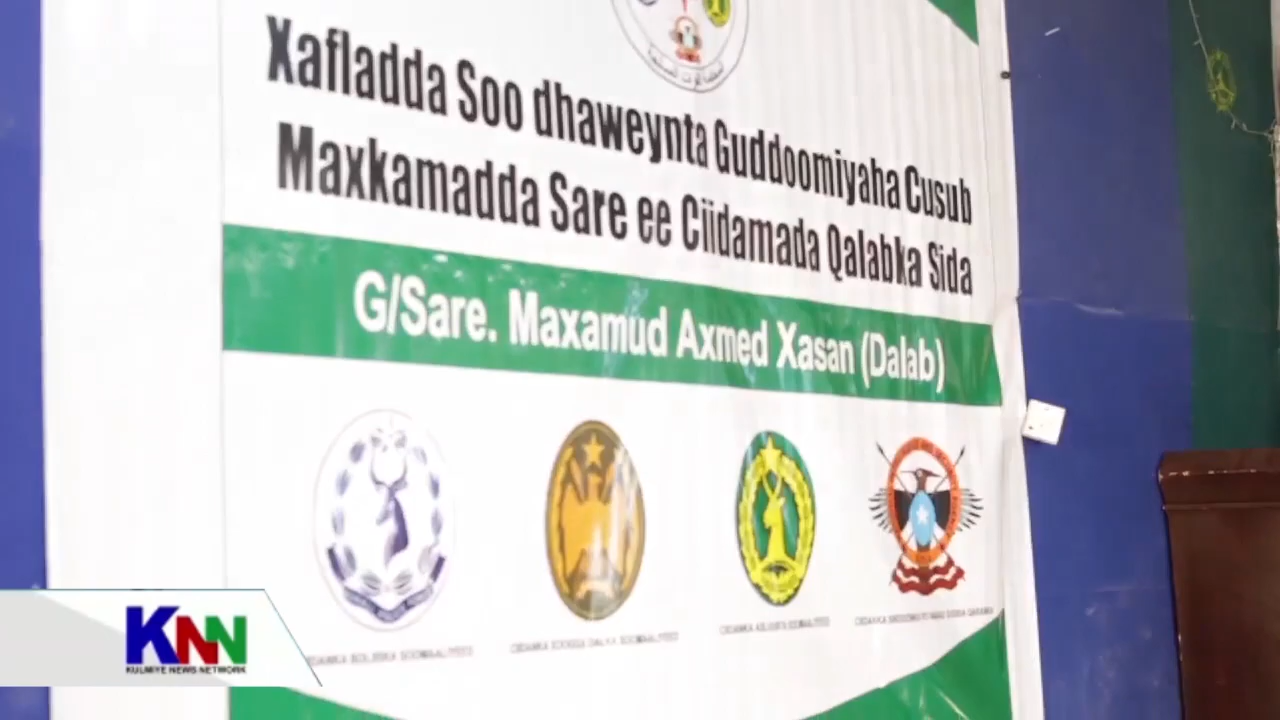 Xafladda Soo dhaweynta Guddoomiyaha Cusub
Maxkamadda Sare ee Ciidamada Qalabka Sida
G/Sare. Maxamud Axmed Xasan (Dalab)
KNN
KULMIYE NEWS NETWORK